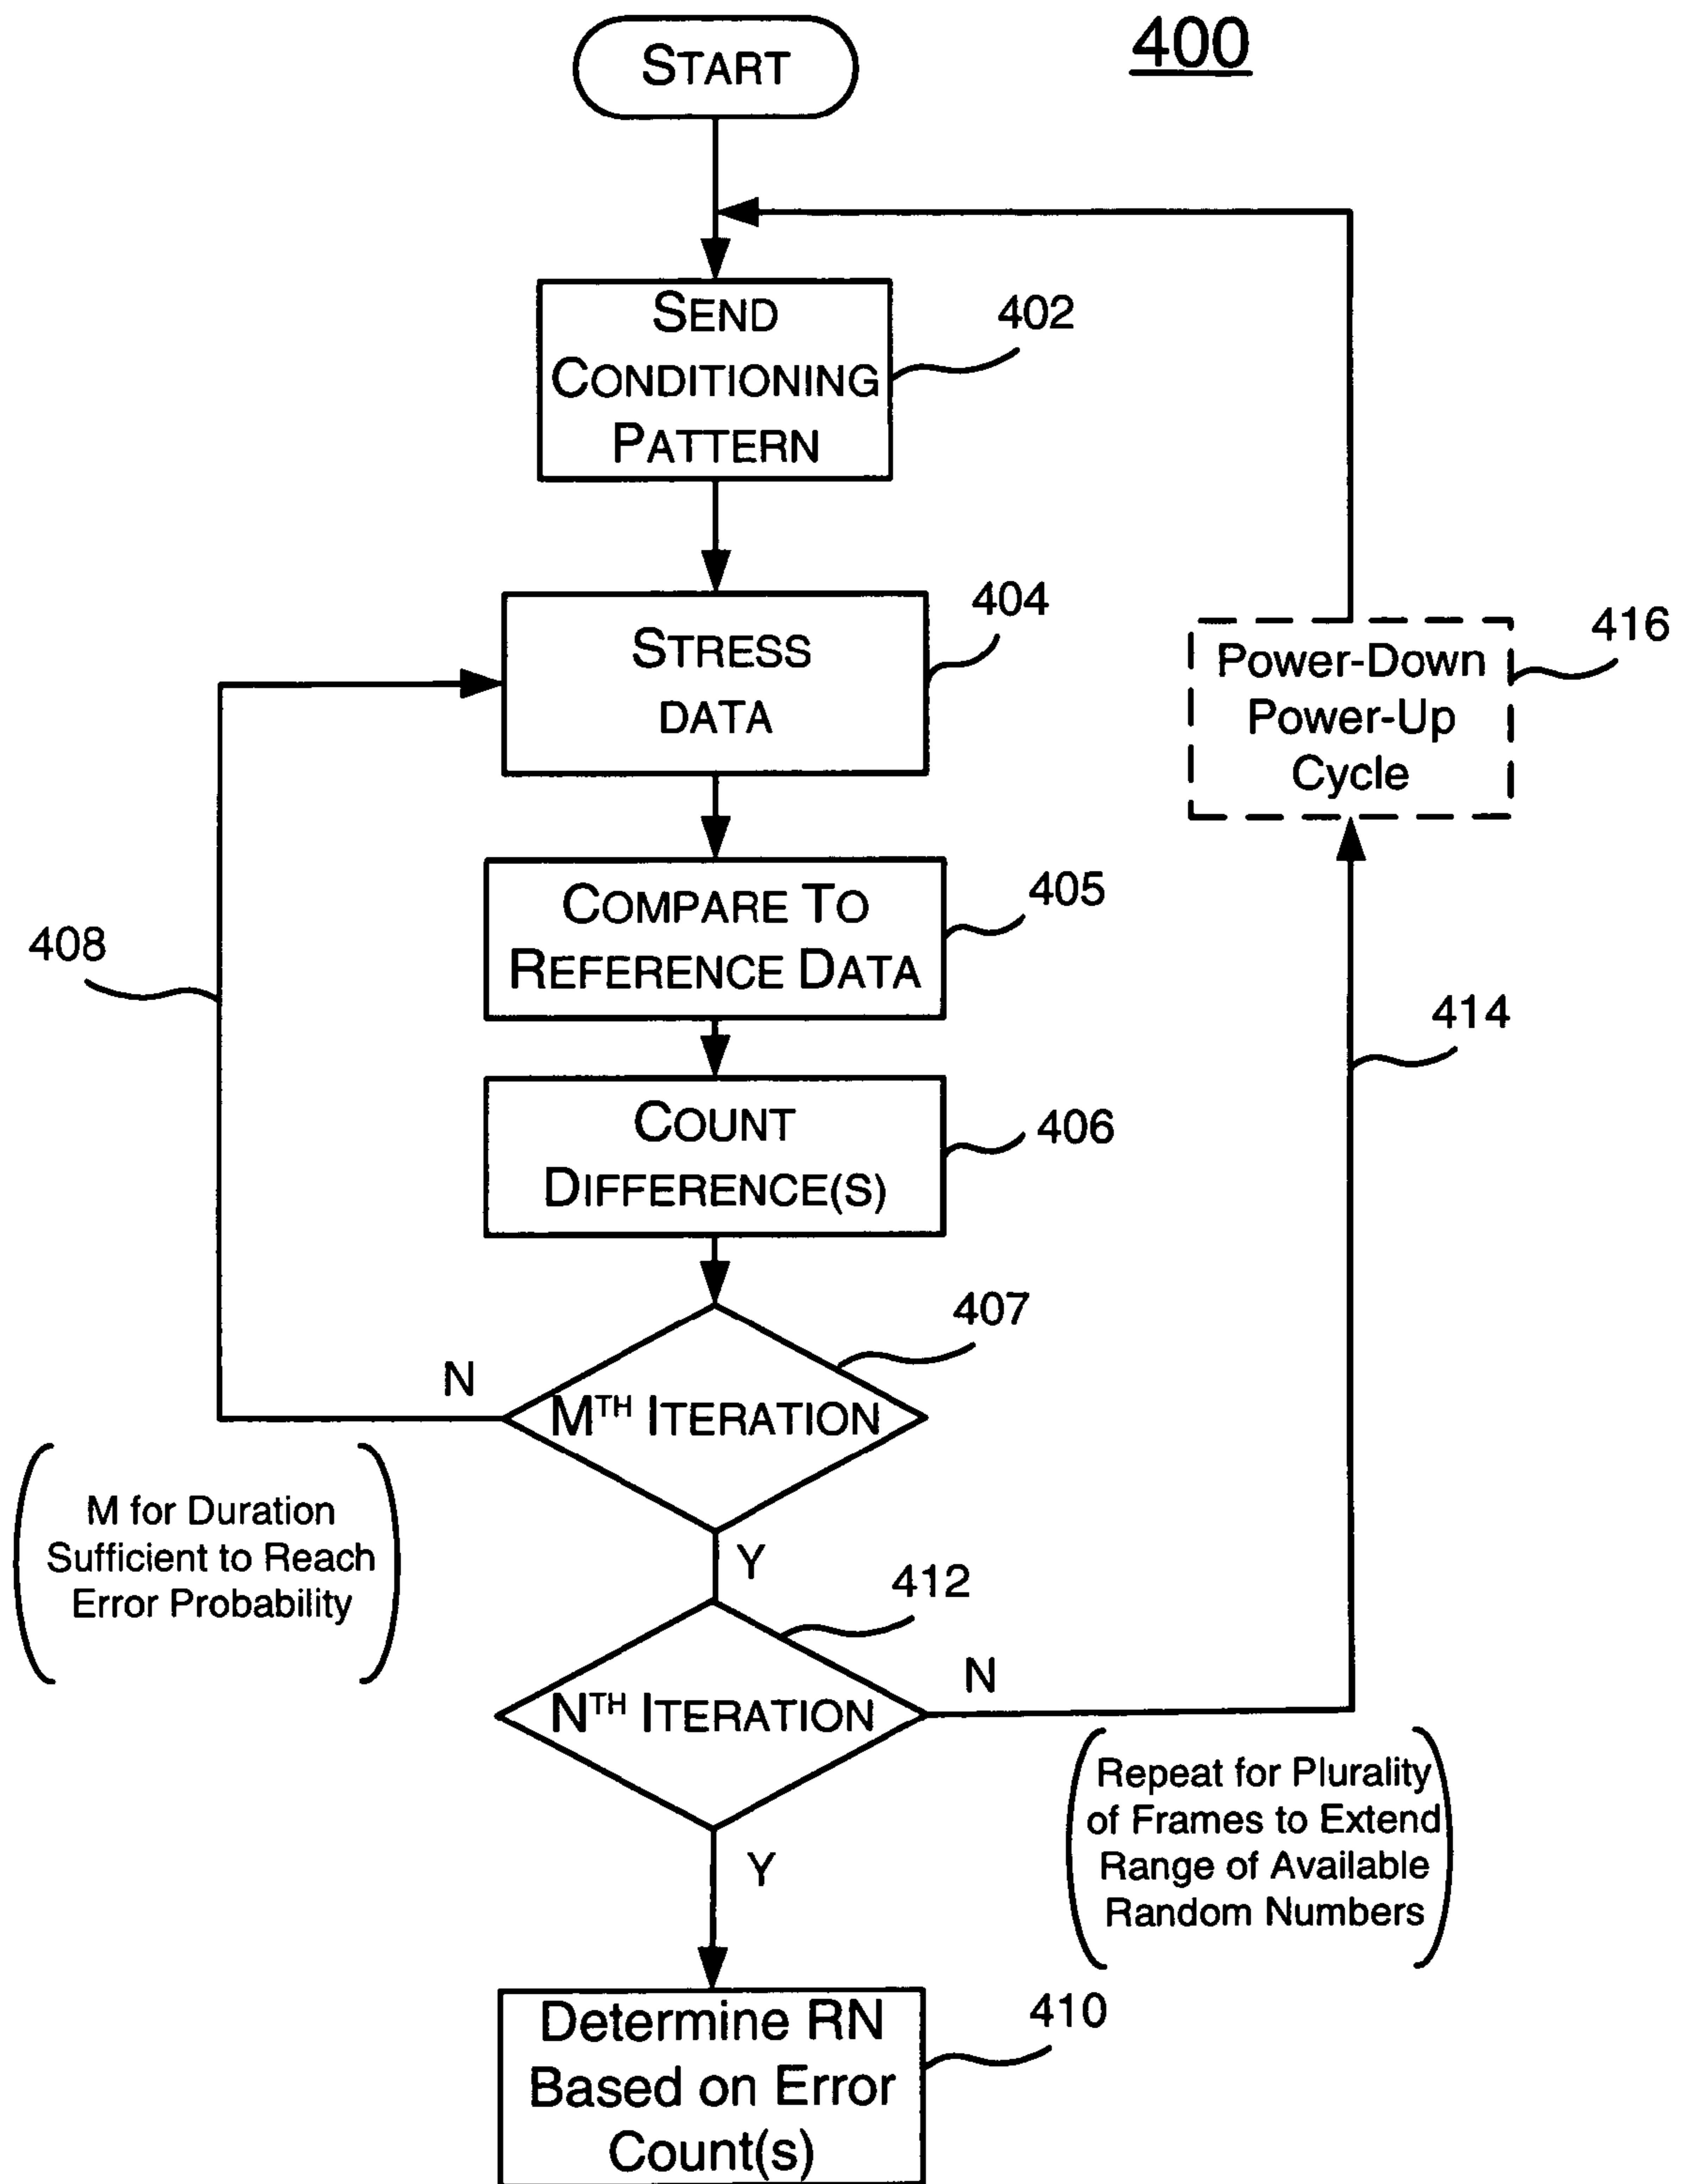 400
START
SEND
CONDITIONING
PATTERN
402
STRESS
DATA
404
Power-Down
Power-Up
Cycle
416
COMPARE TO
REFERENCE DATA
405
408
414
COUNT
DIFFERENCE(S)
406
407
N
MTH ITERATION
M for Duration
Sufficient to Reach
Error Probability
Y
412
N
NTH ITERATION
Repeat for Plurality
of Frames to Extend
Range of Available
Random Numbers
Y
Determine RN
Based on Error
Count(s)
410